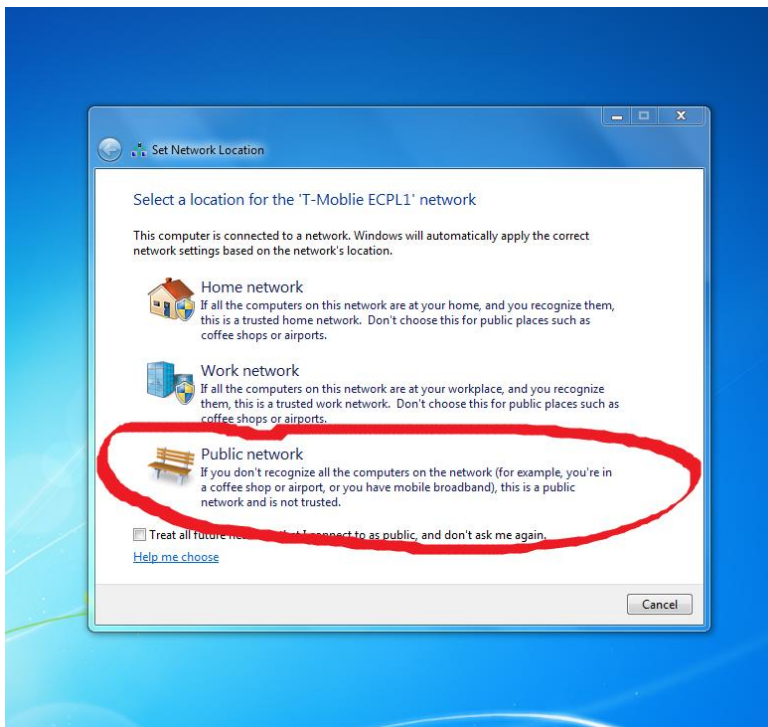 Set Network Location
Select a location for the 'T-Moblie ECPL1' network
This computer is connected to a network. Windows will automatically apply the correct
network settings based on the network's location.
Home network
If all the computers on this network are at your home, and you recognize them,
this is a trusted home network. Don't choose this for public places such as
coffee shops or airports.
Work network
If all the computers on this network are at your workplace, and you recognize
them, this is a trusted work network. Don't choose this for public places such as
coffee shops or airports.
Public network
If you don't recognize all the computers on the network (for example, you're in
a coffee shop or airport, or you have mobile broadband), this is a public
network and is not trusted.
Treat all future that I connect to as public, and don't ask me again.
Help me choose
Cancel